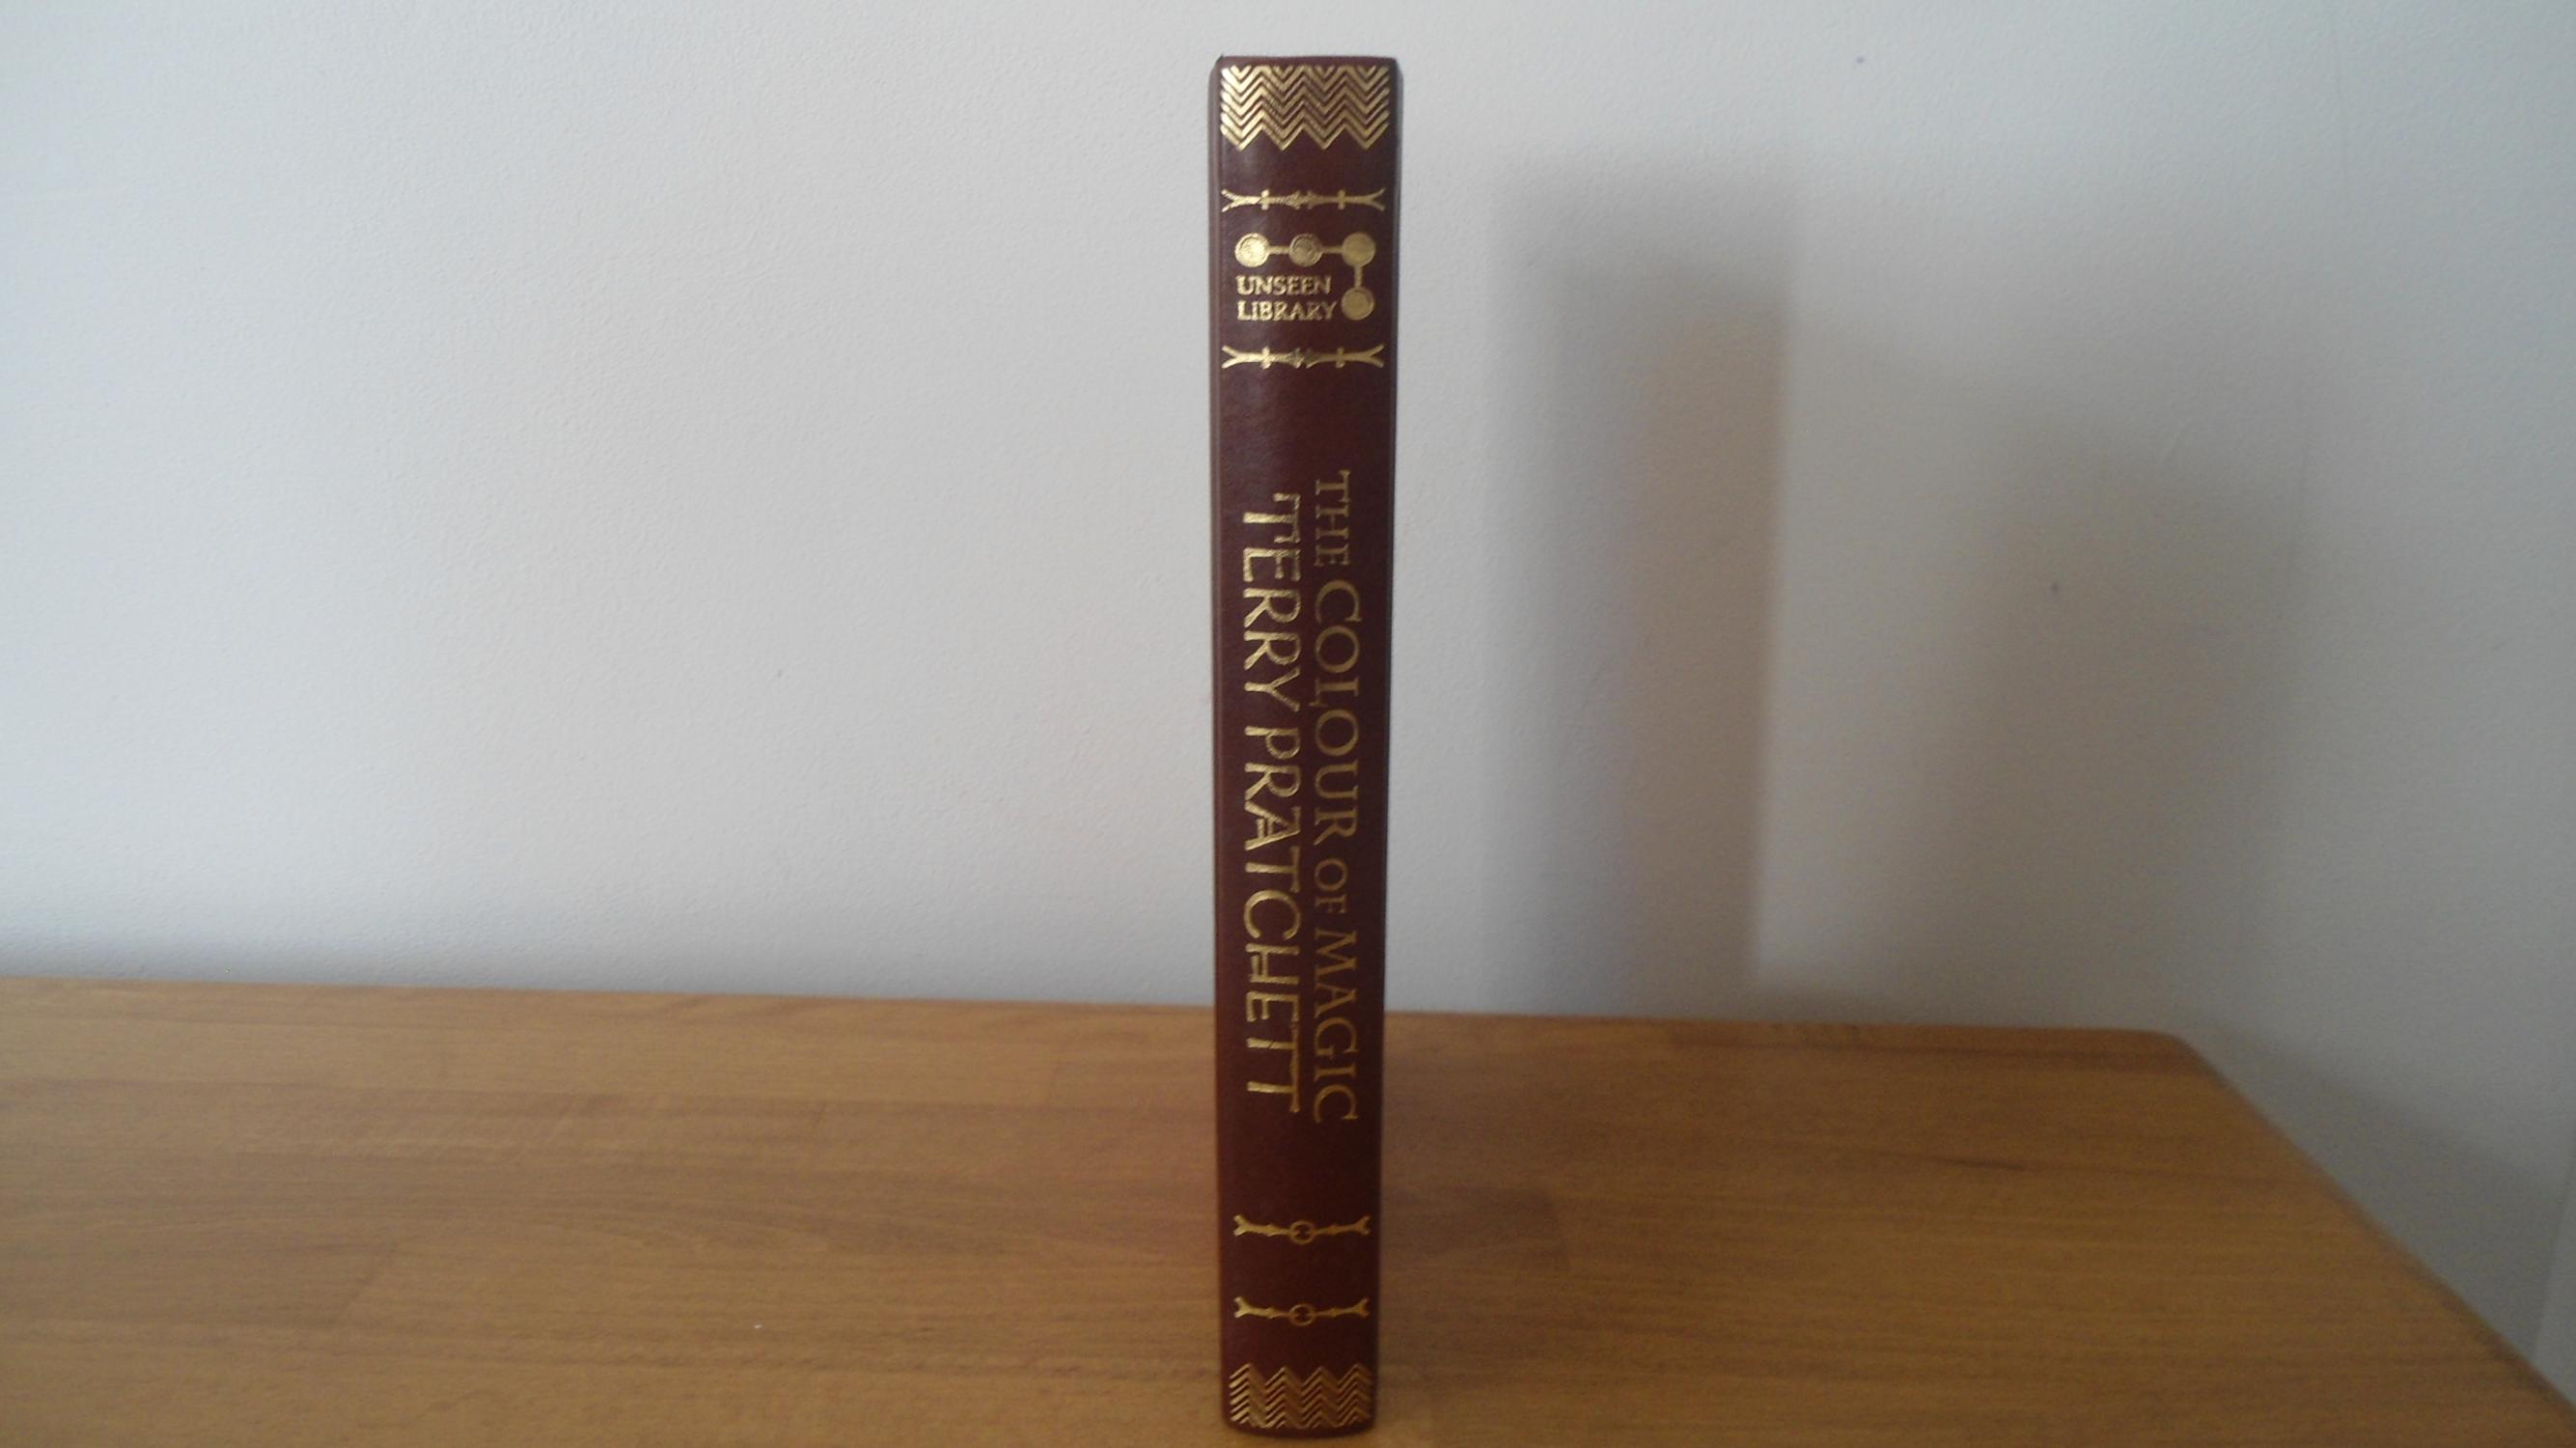 UNSEEN
LIBRARY
THE COLOUR OF MAGIC
TERRY PRATCHETT